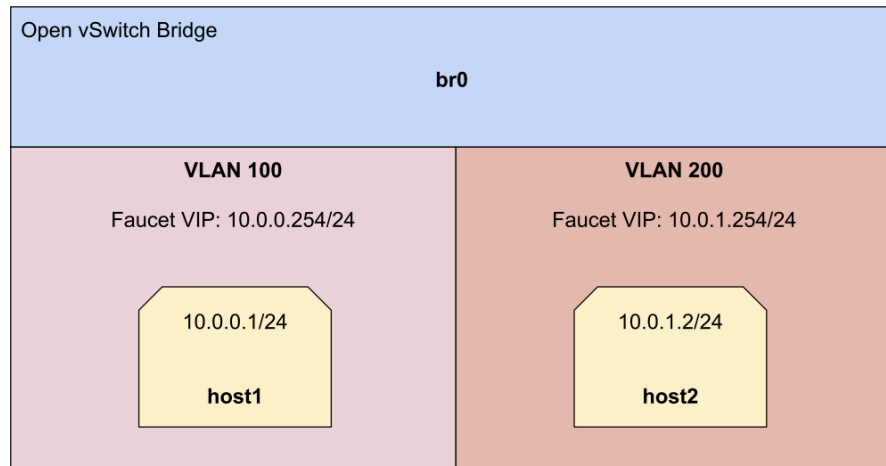 Open vSwitch Bridge
br0
VLAN 100
Faucet VIP: 10.0.0.254/24
10.0.0.1/24
host1
VLAN 200
Faucet VIP: 10.0.1.254/24
10.0.1.2/24
host2